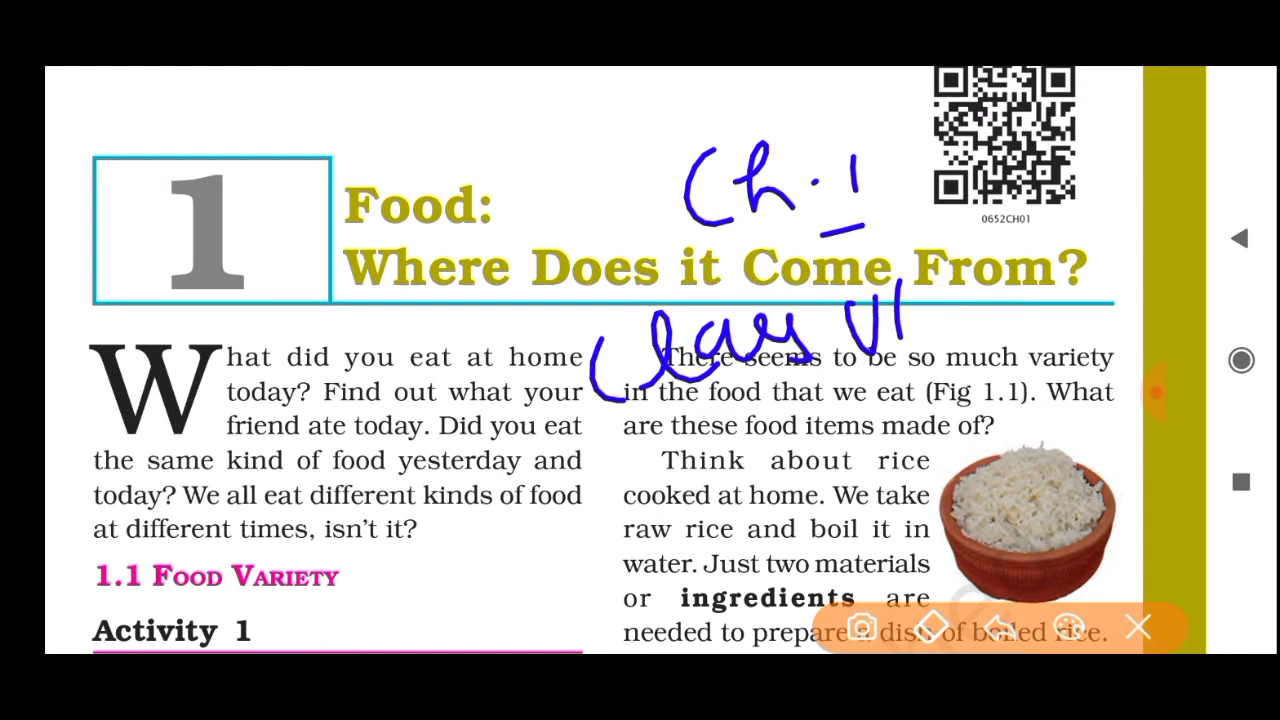 0652CH01
1
Food:
Where Does it Come From?
Ch. 1
Class VI
What did you eat at home
today? Find out what your
friend ate today. Did you eat
the same kind of food yesterday and
today? We all eat different kinds of food
at different times, isn't it?
1.1 FOOD VARIETY
Activity 1
There seems to be so much variety
in the food that we eat (Fig 1.1). What
are these food items made of?
Think about rice
cooked at home. We take
raw rice and boil it in
water. Just two materials
or ingredients are
needed to prepare a dish of boiled rice.